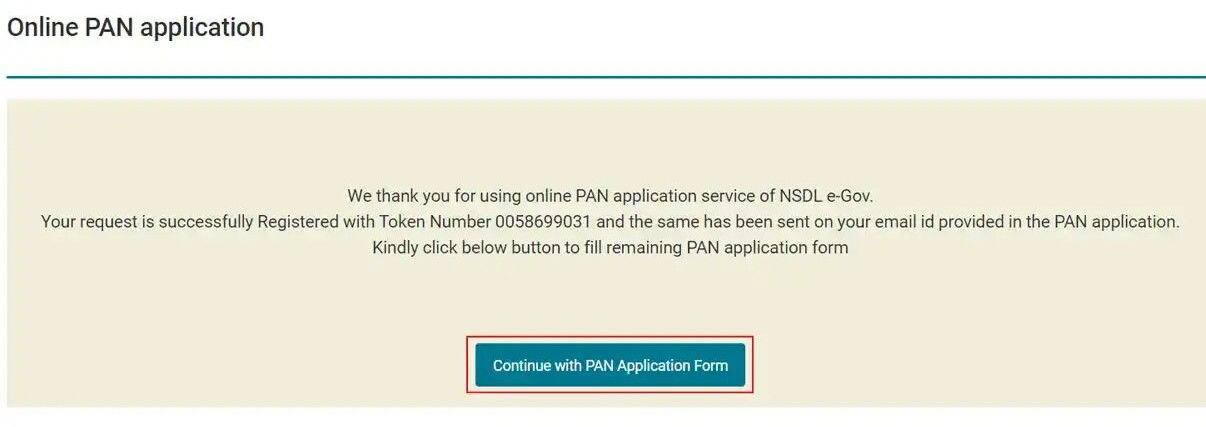 Online PAN application
We thank you for using online PAN application service of NSDL e-Gov.
Your request is successfully Registered with Token Number 0058699031 and the same has been sent on your email id provided in the PAN application.
Kindly click below button to fill remaining PAN application form
Continue with PAN Application Form